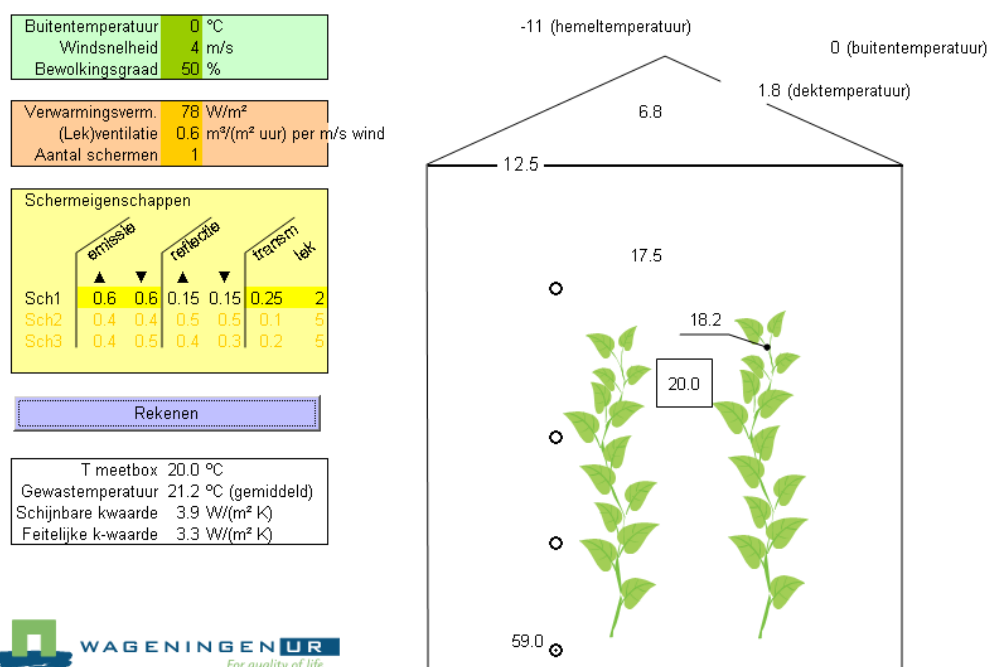 Buitentemperatuur 0 °C
Windsnelheid 4 m/s
Bewolkingsgraad 50 %
Verwarmingsverm. 78 W/m²
(Lek)ventilatie 0.6 m³/(m² uur) per m/s wind
Aantal schermen 1
Schermeigenschappen
emissie reflectie transm lek
▲ ▼ ▲ ▼
Sch1 0.6 0.6 0.15 0.15 0.25 2
Sch2 0.4 0.4 0.5 0.5 0.1 5
Sch3 0.4 0.5 0.4 0.3 0.2 5
Rekenen
T meetbox 20.0 ºC
Gewastemperatuur 21.2 ºC (gemiddeld)
Schijnbare kwaarde 3.9 W/(m² K)
Feitelijke k-waarde 3.3 W/(m² K)
WAGENINGEN UR
For quality of life
-11 (hemeltemperatuur)
0 (buitentemperatuur)
1.8 (dektemperatuur)
6.8
12.5
17.5
18.2
20.0
59.0